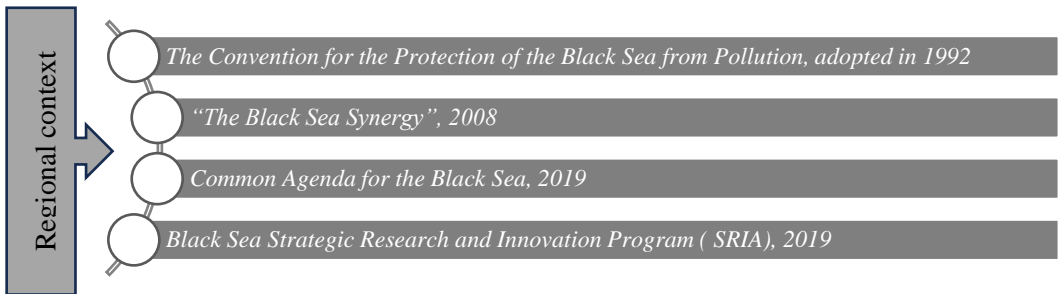 Regional context
The Convention for the Protection of the Black Sea from Pollution, adopted in 1992
“The Black Sea Synergy”, 2008
Common Agenda for the Black Sea, 2019
Black Sea Strategic Research and Innovation Program ( SRIA), 2019